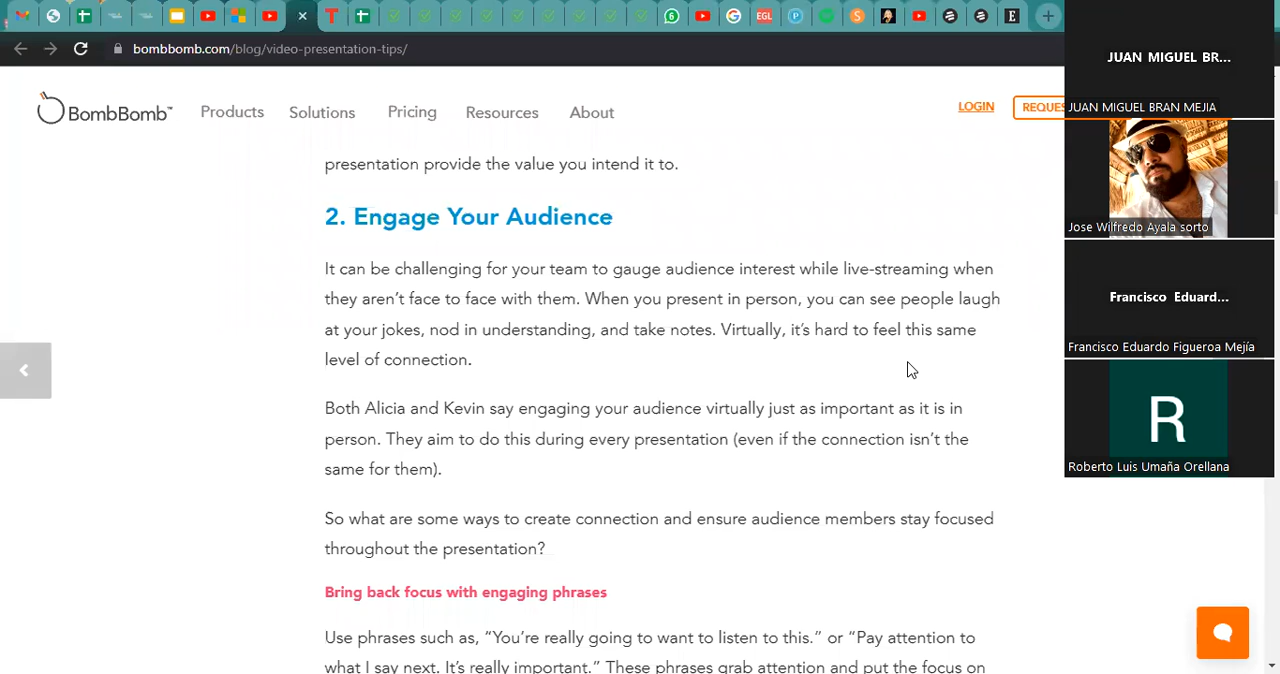 bombbomb.com/blog/video-presentation-tips/
BombBomb™
Products
Solutions
Pricing
Resources
About
LOGIN
REQUES
presentation provide the value you intend it to.
2. Engage Your Audience
It can be challenging for your team to gauge audience interest while live-streaming when
they aren't face to face with them. When you present in person, you can see people laugh
at your jokes, nod in understanding, and take notes. Virtually, it's hard to feel this same
level of connection.
Both Alicia and Kevin say engaging your audience virtually just as important as it is in
person. They aim to do this during every presentation (even if the connection isn't the
same for them).
So what are some ways to create connection and ensure audience members stay focused
throughout the presentation?
Bring back focus with engaging phrases
Use phrases such as, “You're really going to want to listen to this.” or “Pay attention to
what I say next. It's really important.” These phrases grab attention and put the focus on
JUAN MIGUEL BR...
JUAN MIGUEL BRAN MEJIA
Jose Wilfredo Ayala sorto
Francisco Eduard...
Francisco Eduardo Figueroa Mejía
R
Roberto Luis Umaña Orellana